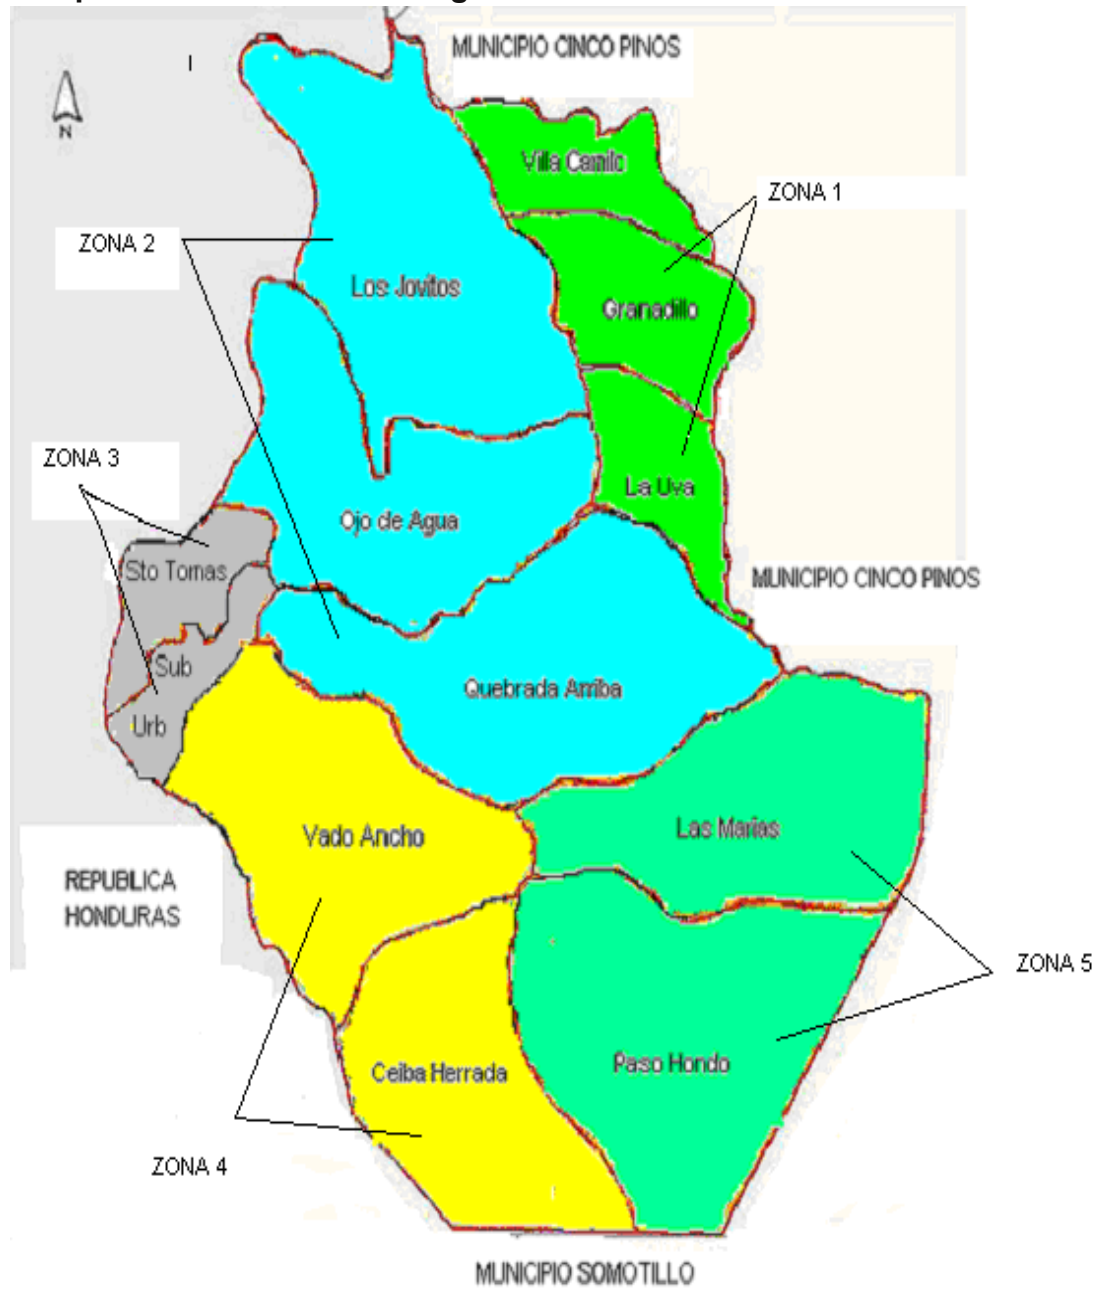 MUNICIPIO CINCO PINOS
N
Villa Camilo
ZONA 1
ZONA 2
Los Jovitos
Granadillo
ZONA 3
La Uva
Ojo de Agua
Sto Tomas
MUNICIPIO CINCO PINOS
Sub
Quebrada Arriba
Urb
Las Marías
Vado Ancho
REPUBLICA
HONDURAS
ZONA 5
Paso Hondo
Ceiba Herrada
ZONA 4
MUNICIPIO SOMOTILLO